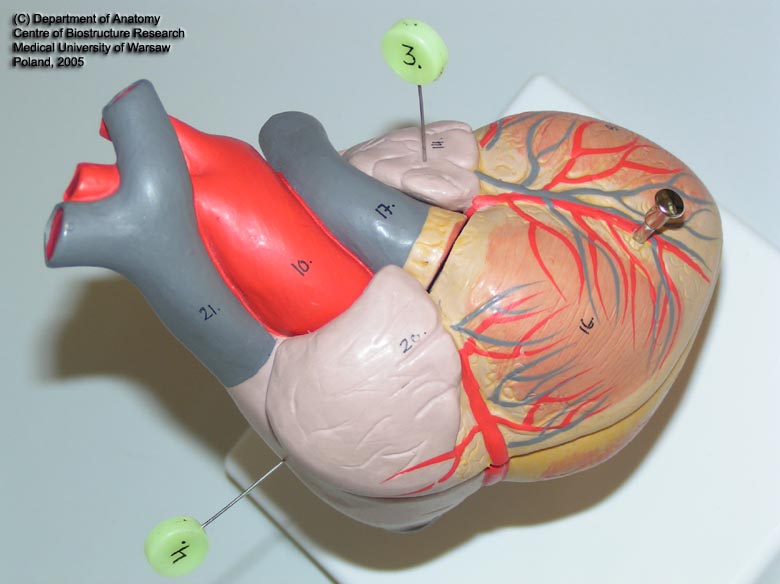 (C) Department of Anatomy
Centre of Biostructure Research
Medical University of Warsaw
Poland, 2005
3.
14.
17.
10.
21.
20.
16.
4.